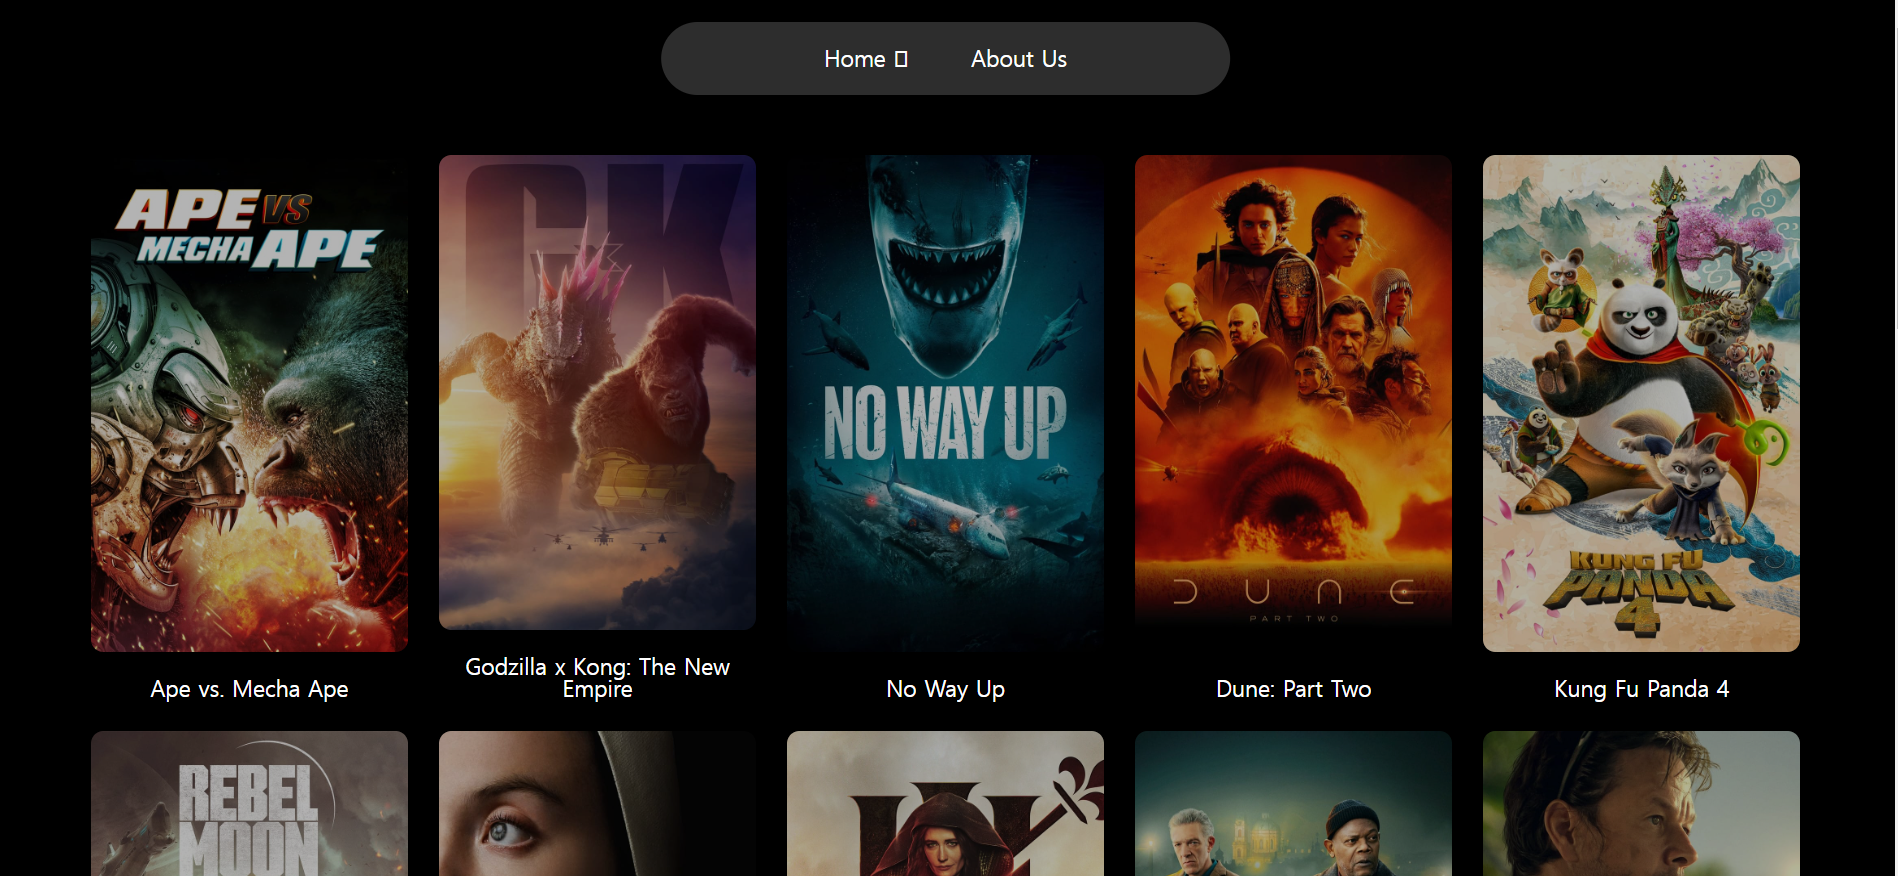 Home
About Us
APE VS
MECHA APE
GK
NO WAY UP
DUNE
PART TWO
KUNG FU
PANDA
4
Ape vs. Mecha Ape
Godzilla x Kong: The New
Empire
No Way Up
Dune: Part Two
Kung Fu Panda 4
REBEL
MOON